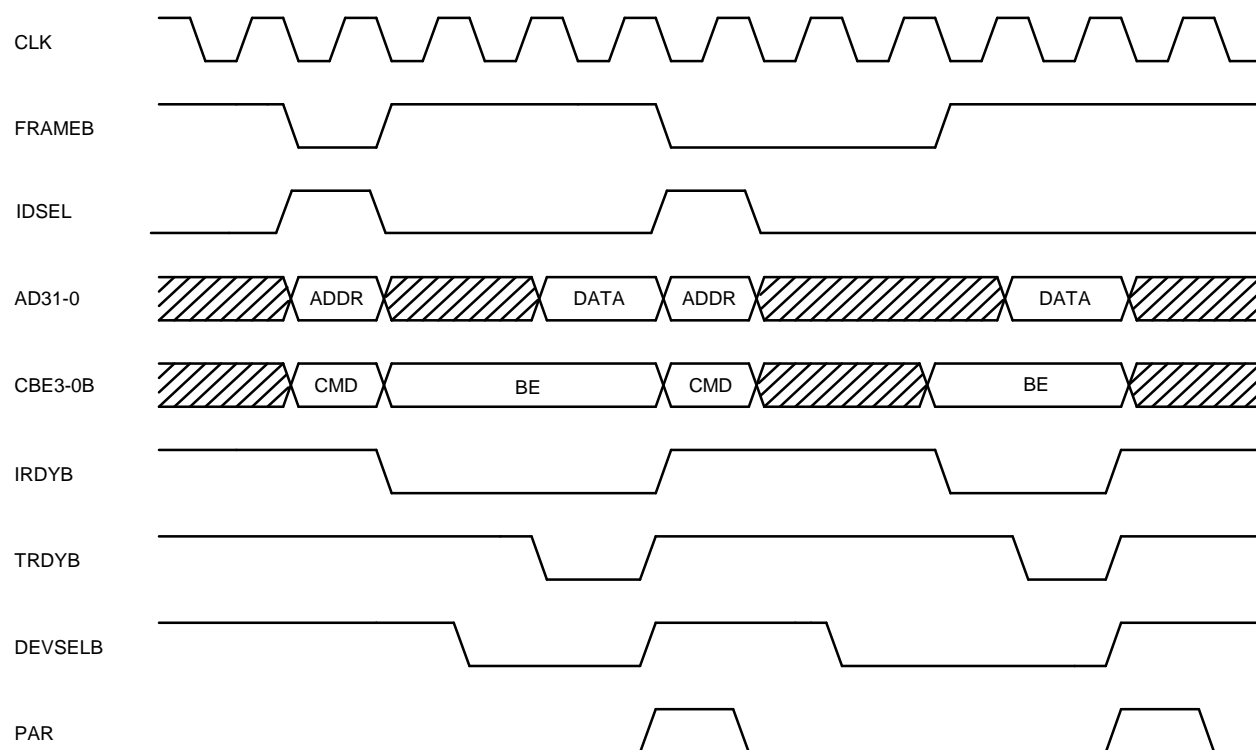 CLK
FRAMEB
IDSEL
AD31-0 ADDR DATA ADDR DATA
CBE3-0B CMD BE CMD BE
IRDYB
TRDYB
DEVSELB
PAR